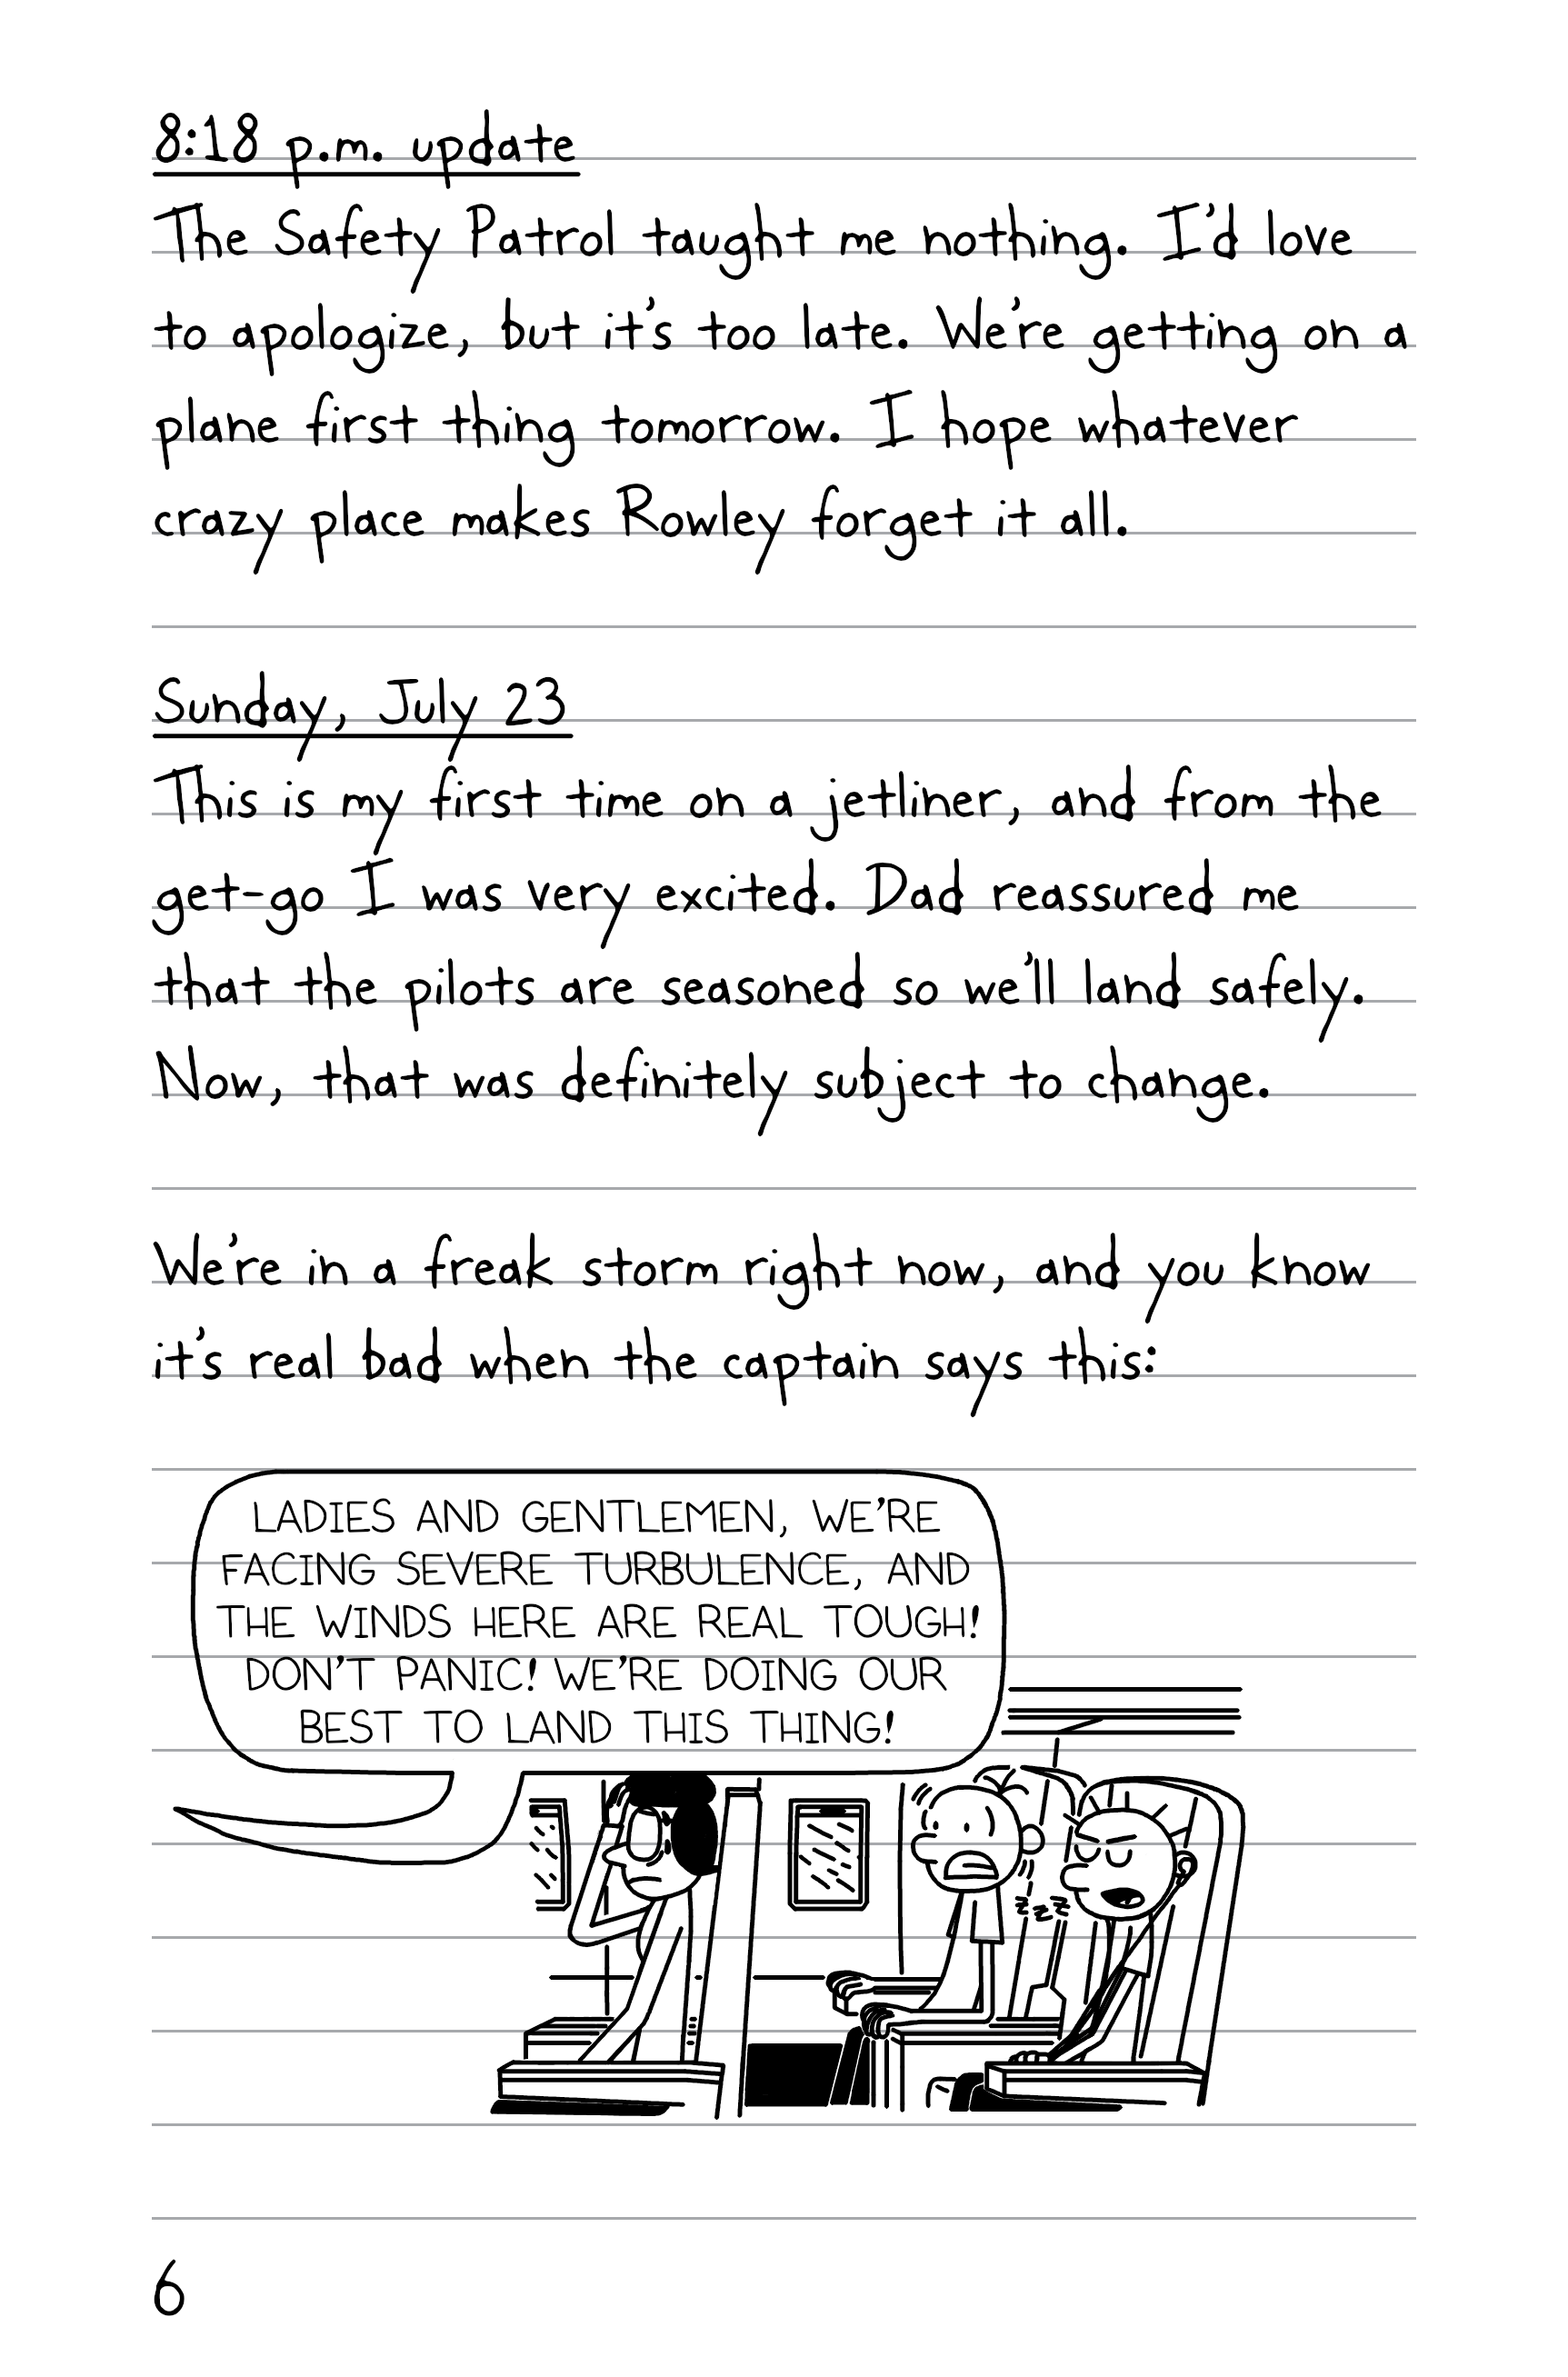 8:18 p.m. update
The Safety Patrol taught me nothing. I'd love
to apologize, but it's too late. We're getting on a
plane first thing tomorrow. I hope whatever
crazy place makes Rowley forget it all.
Sunday, July 23
This is my first time on a jetliner, and from the
get-go I was very excited. Dad reassured me
that the pilots are seasoned so we'll land safely.
Now, that was definitely subject to change.
We're in a freak storm right now, and you know
it's real bad when the captain says this:
LADIES AND GENTLEMEN, WE'RE
FACING SEVERE TURBULENCE, AND
THE WINDS HERE ARE REAL TOUGH!
DON'T PANIC! WE'RE DOING OUR
BEST TO LAND THIS THING!
z z z z
6